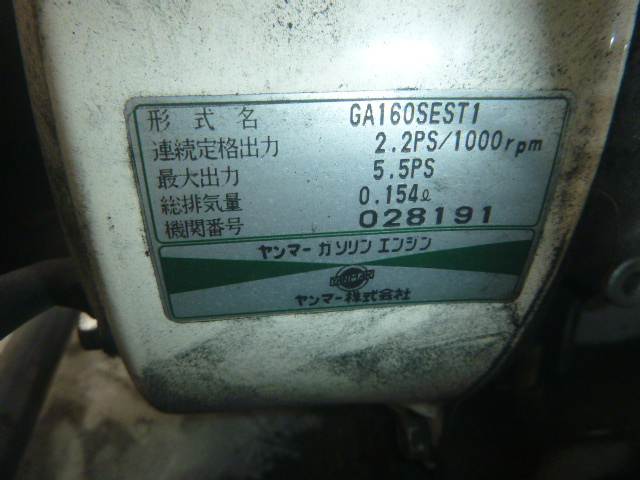 形式名 GA160SEST1
連続定格出力 2.2PS/1000rpm
最大出力 5.5PS
総排気量 0.154ℓ
機関番号 028191
ヤンマー ガソリン エンジン
ヤンマー株式会社